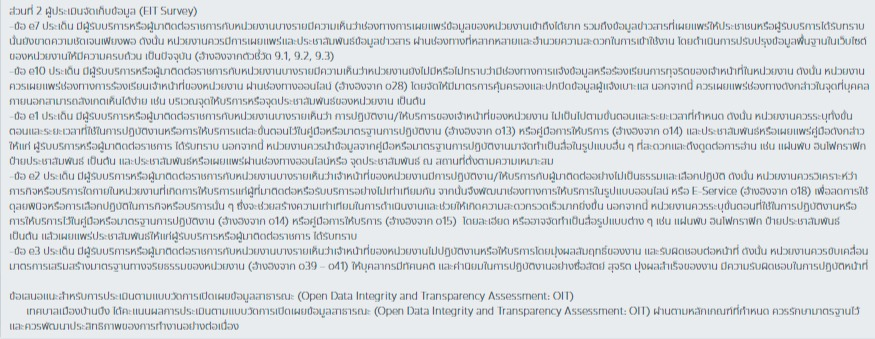 ส่วนที่ 2 ผู้ประเมินจัดเก็บข้อมูล (EIT Survey)
-ข้อ e7 ประเด็น มีผู้รับบริการหรือผู้มาติดต่อราชการกับหน่วยงานบางรายมีความเห็นว่าช่องทางการเผยแพร่ข้อมูลของหน่วยงานเข้าถึงได้ยาก รวมถึงข้อมูลข่าวสารที่เผยแพร่ให้ประชาชนหรือผู้รับบริการได้รับทราบ
นั้นยังขาดความชัดเจนเพียงพอ ดังนั้น หน่วยงานควรมีการเผยแพร่และประชาสัมพันธ์ข้อมูลข่าวสาร ผ่านช่องทางที่หลากหลายและอำนวยความสะดวกในการเข้าใช้งาน โดยดำเนินการปรับปรุงข้อมูลพื้นฐานในเว็บไซต์
ของหน่วยงานให้มีความครบถ้วน เป็นปัจจุบัน (อ้างอิงจากตัวชี้วัด 9.1, 9.2, 9.3)
-ข้อ e10 ประเด็น มีผู้รับบริการหรือผู้มาติดต่อราชการกับหน่วยงานบางรายมีความเห็นว่าหน่วยงานยังไม่มีหรือไม่ทราบว่ามีช่องทางการแจ้งข้อมูลหรือร้องเรียนการทุจริตของเจ้าหน้าที่ในหน่วยงาน ดังนั้น หน่วยงาน
ควรเผยแพร่ช่องทางการร้องเรียนเจ้าหน้าที่ของหน่วยงาน ผ่านช่องทางออนไลน์ (อ้างอิงจาก o28) โดยจัดให้มีมาตรการคุ้มครองและปกปิดข้อมูลผู้แจ้งเบาะแส นอกจากนี้ ควรเผยแพร่ช่องทางดังกล่าวในจุดที่บุคคล
ภายนอกสามารถสังเกตเห็นได้ง่าย เช่น บริเวณจุดให้บริการหรือจุดประชาสัมพันธ์ของหน่วยงาน เป็นต้น
-ข้อ e1 ประเด็น มีผู้รับบริการหรือผู้มาติดต่อราชการกับหน่วยงานบางรายเห็นว่า การปฏิบัติงาน/ให้บริการของเจ้าหน้าที่ของหน่วยงาน ไม่เป็นไปตามขั้นตอนและระยะเวลาที่กำหนด ดังนั้น หน่วยงานควรระบุทั้งขั้น
ตอนและระยะเวลาที่ใช้ในการปฏิบัติงานหรือการให้บริการแต่ละขั้นตอนไว้ในคู่มือหรือมาตรฐานการปฏิบัติงาน (อ้างอิงจาก o13) หรือคู่มือการให้บริการ (อ้างอิงจาก o14) และประชาสัมพันธ์หรือเผยแพร่คู่มือดังกล่าว
ให้แก่ ผู้รับบริการหรือผู้มาติดต่อราชการ ได้รับทราบ นอกจากนี้ หน่วยงานควรนำข้อมูลจากคู่มือหรือมาตรฐานการปฏิบัติงานมาจัดทำเป็นสื่อในรูปแบบอื่น ๆ ที่สะดวกและดึงดูดต่อการอ่าน เช่น แผ่นพับ อินโฟกราฟิก
ป้ายประชาสัมพันธ์ เป็นต้น และประชาสัมพันธ์หรือเผยแพร่ผ่านช่องทางออนไลน์หรือ จุดประชาสัมพันธ์ ณ สถานที่ตั้งตามความเหมาะสม
-ข้อ e2 ประเด็น มีผู้รับบริการหรือผู้มาติดต่อราชการกับหน่วยงานบางรายเห็นว่าเจ้าหน้าที่ของหน่วยงานมีการปฏิบัติงาน/ให้บริการกับผู้มาติดต่ออย่างไม่เป็นธรรมและเลือกปฏิบัติ ดังนั้น หน่วยงานควรวิเคราะห์ว่า
ภารกิจหรือบริการใดภายในหน่วยงานที่เกิดการให้บริการแก่ผู้ที่มาติดต่อหรือรับบริการอย่างไม่เท่าเทียมกัน จากนั้นจึงพัฒนาช่องทางการให้บริการในรูปแบบออนไลน์ หรือ E-Service (อ้างอิงจาก o18) เพื่อลดการใช้
ดุลยพินิจหรือการเลือกปฏิบัติในภารกิจหรือบริการนั้น ๆ ซึ่งจะช่วยสร้างความเท่าเทียมในการดำเนินงานและช่วยให้เกิดความสะดวกรวดเร็วมากยิ่งขึ้น นอกจากนี้ หน่วยงานควรระบุขั้นตอนที่ใช้ในการปฏิบัติงานหรือ
การให้บริการไว้ในคู่มือหรือมาตรฐานการปฏิบัติงาน (อ้างอิงจาก o14) หรือคู่มือการให้บริการ (อ้างอิงจาก o15) โดยละเอียด หรืออาจจัดทำเป็นสื่อรูปแบบต่าง ๆ เช่น แผ่นพับ อินโฟกราฟิก ป้ายประชาสัมพันธ์
เป็นต้น แล้วเผยแพร่ประชาสัมพันธ์ให้แก่ผู้รับบริการหรือผู้มาติดต่อราชการ ได้รับทราบ
-ข้อ e3 ประเด็น มีผู้รับบริการหรือผู้มาติดต่อราชการกับหน่วยงานบางรายเห็นว่าเจ้าหน้าที่ของหน่วยงานไม่ปฏิบัติงานหรือให้บริการโดยมุ่งผลสัมฤทธิ์ของงาน และรับผิดชอบต่อหน้าที่ ดังนั้น หน่วยงานควรขับเคลื่อน
มาตรการเสริมสร้างมาตรฐานทางจริยธรรมของหน่วยงาน (อ้างอิงจาก o39 – o41) ให้บุคลากรมีทัศนคติ และค่านิยมในการปฏิบัติงานอย่างซื่อสัตย์ สุจริต มุ่งผลสำเร็จของงาน มีความรับผิดชอบในการปฏิบัติหน้าที่
ข้อเสนอแนะสำหรับการประเมินตามแบบวัดการเปิดเผยข้อมูลสาธารณะ (Open Data Integrity and Transparency Assessment: OIT)
เทศบาลเมืองบ้านบึง ได้คะแนนผลการประเมินตามแบบวัดการเปิดเผยข้อมูลสาธารณะ (Open Data Integrity and Transparency Assessment: OIT) ผ่านตามหลักเกณฑ์ที่กำหนด ควรรักษามาตรฐานไว้
และควรพัฒนาประสิทธิภาพของการทำงานอย่างต่อเนื่อง